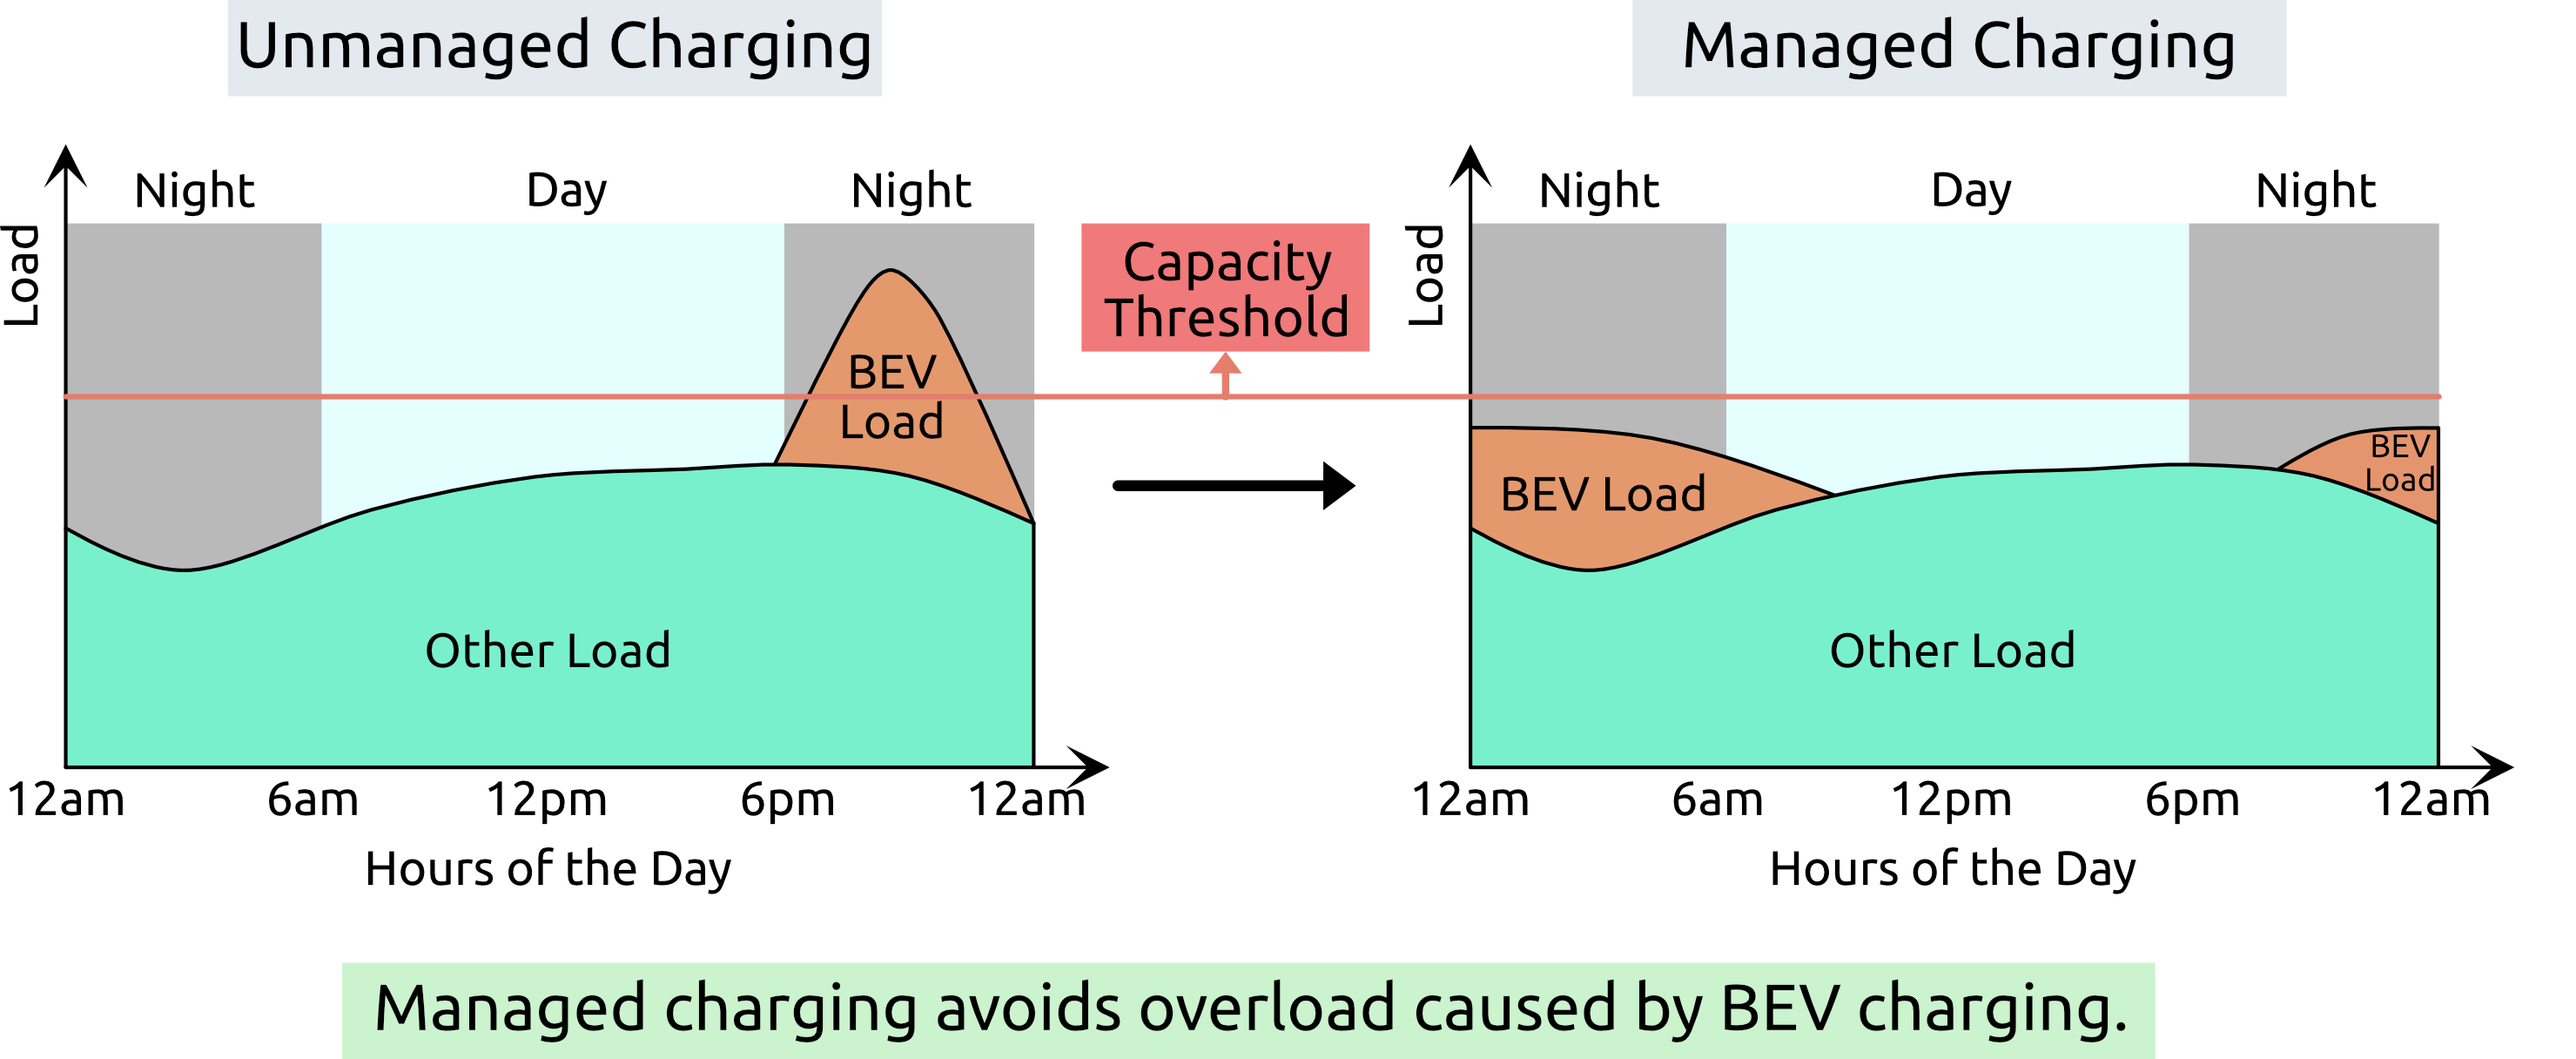 Unmanaged Charging
Managed Charging
Night
Day
Night
Load
BEV
Load
Other Load
12am
6am
12pm
6pm
12am
Hours of the Day
Capacity
Threshold
Night
Day
Night
Load
BEV Load
BEV
Load
Other Load
12am
6am
12pm
6pm
12am
Hours of the Day
Managed charging avoids overload caused by BEV charging.